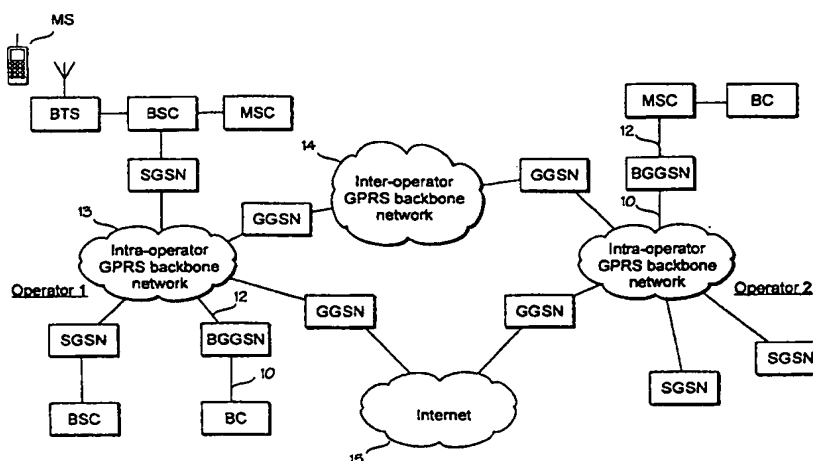 MS
BTS
BSC
MSC
MSC
BC
12
14
SGSN
Inter-operator
GPRS backbone
network
GGSN
BGGSN
10
13
GGSN
Intra-operator
GPRS backbone
network
Intra-operator
GPRS backbone
network
Operator 1
Operator 2
12
GGSN
GGSN
SGSN
BGGSN
SGSN
SGSN
10
BSC
BC
Internet
15